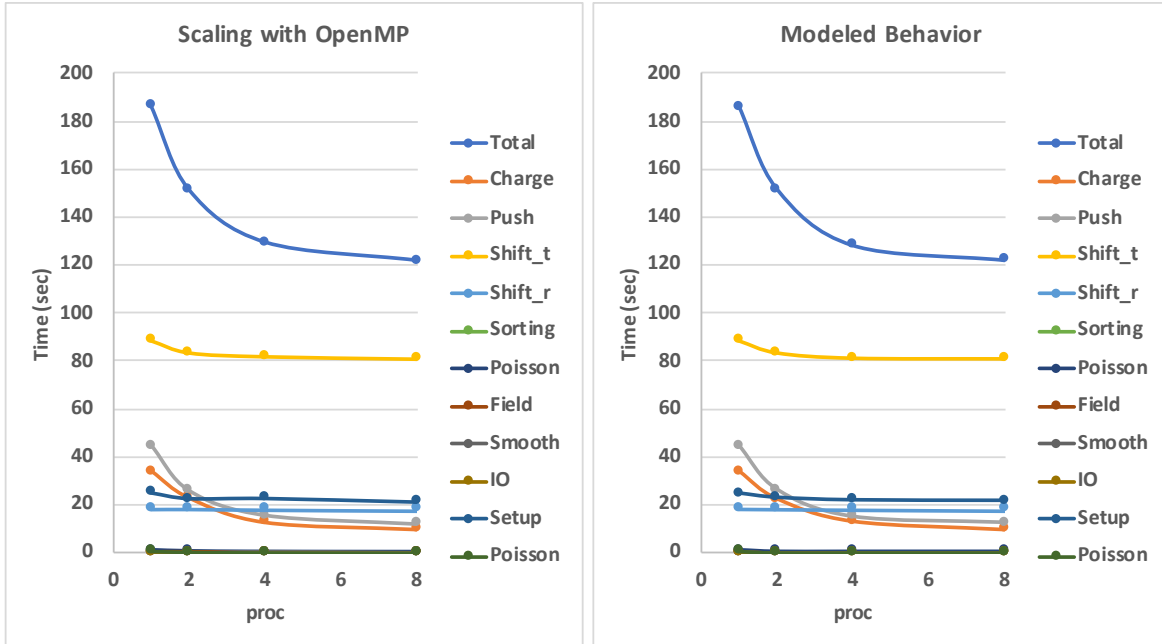 Scaling with OpenMP
200
180
160
140
120
100
80
60
40
20
0
Time (sec)
0 2 4 6 8
proc
Total
Charge
Push
Shift_t
Shift_r
Sorting
Poisson
Field
Smooth
IO
Setup
Poisson
Modeled Behavior
200
180
160
140
120
100
80
60
40
20
0
Time (sec)
0 2 4 6 8
proc
Total
Charge
Push
Shift_t
Shift_r
Sorting
Poisson
Field
Smooth
IO
Setup
Poisson